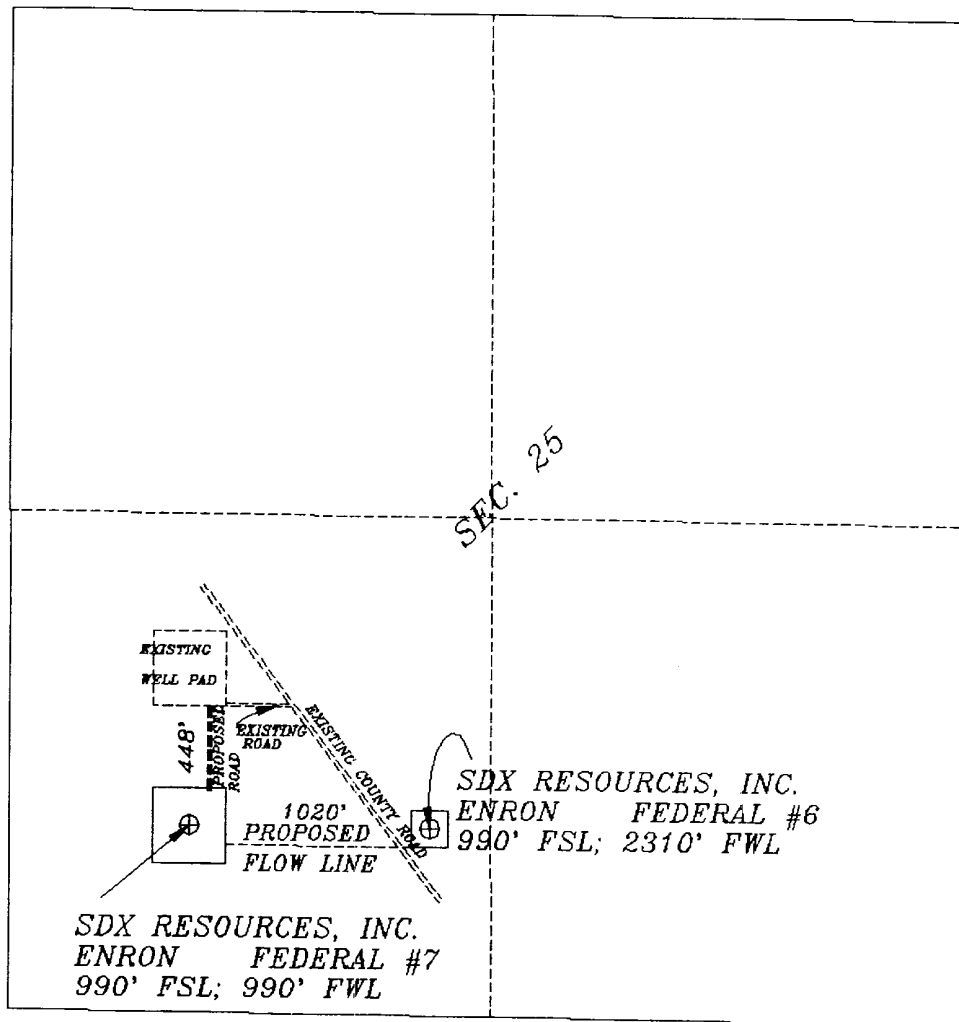 SEC. 25
EXISTING
WELL PAD
EXISTING
ROAD
EXISTING COUNTY ROAD
448'
PROPOSED
ROAD
1020'
PROPOSED
FLOW LINE
SDX RESOURCES, INC.
ENRON FEDERAL #6
990' FSL; 2310' FWL
SDX RESOURCES, INC.
ENRON FEDERAL #7
990' FSL; 990' FWL